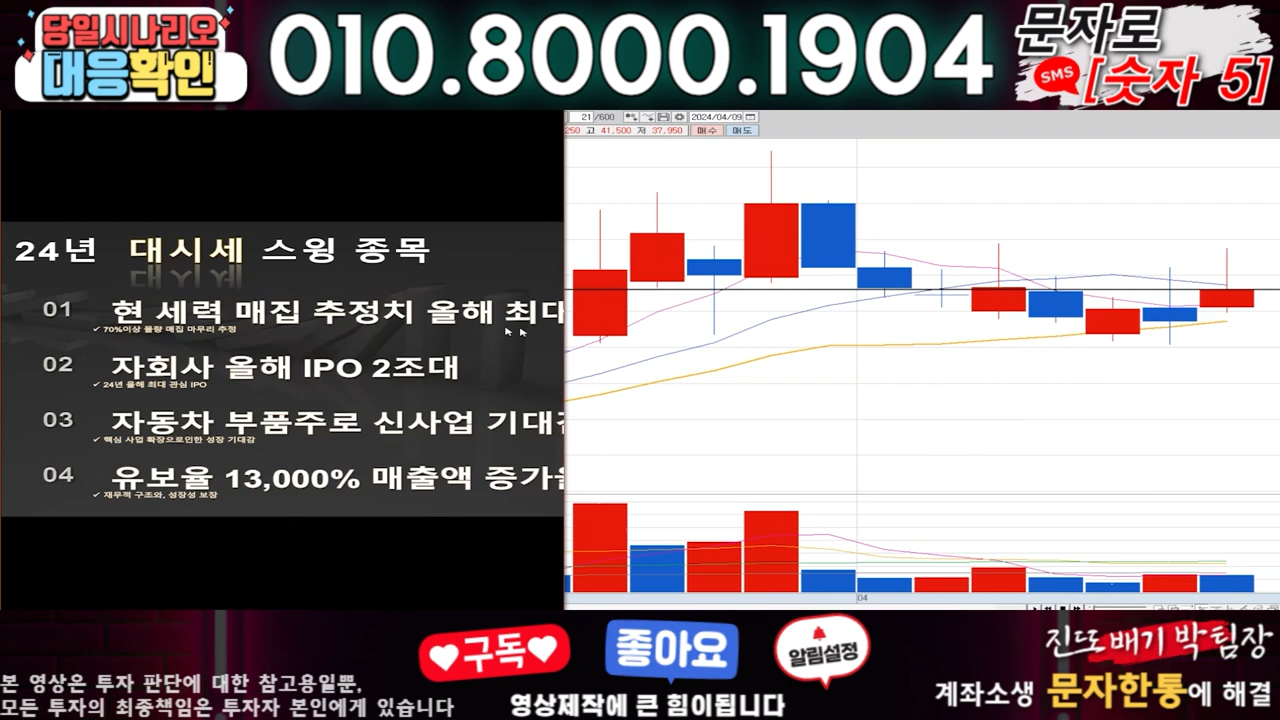 당일시나리오
대응확인
010.8000.1904
문자로
SMS [숫자 5]
21 /600 2024/04/09
250 고 41,500 저 37,950 매수 매도
24년 대시세 스윙 종목
01 현 세력 매집 추정치 올해 최대
✓ 70%이상 물량 매집 마무리 추정
02 자회사 올해 IPO 2조대
✓ 24년 올해 최대 관심 IPO
03 자동차 부품주로 신사업 기대
✓ 핵심 사업 확장으로인한 성장 기대감
04 유보율 13,000% 매출액 증가
✓ 재무적 구조와, 성장성 보장
04
구독
좋아요
알림설정
영상제작에 큰 힘이됩니다
본 영상은 투자 판단에 대한 참고용일뿐,
모든 투자의 최종책임은 투자자 본인에게 있습니다
진또배기 박팀장
계좌소생 문자한통에 해결